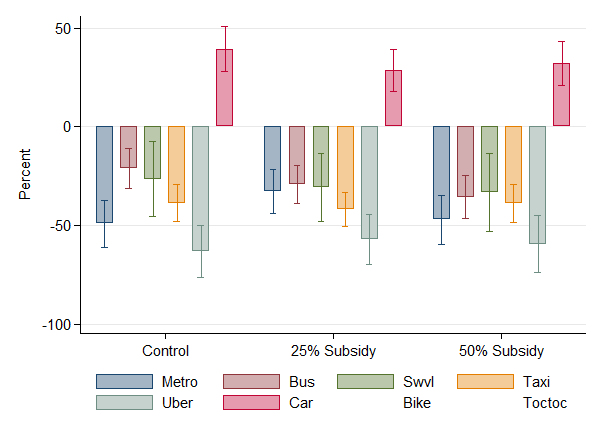 50
0
-50
-100
Percent
Control 25% Subsidy 50% Subsidy
Metro Bus Swvl Taxi
Uber Car Bike Toctoc